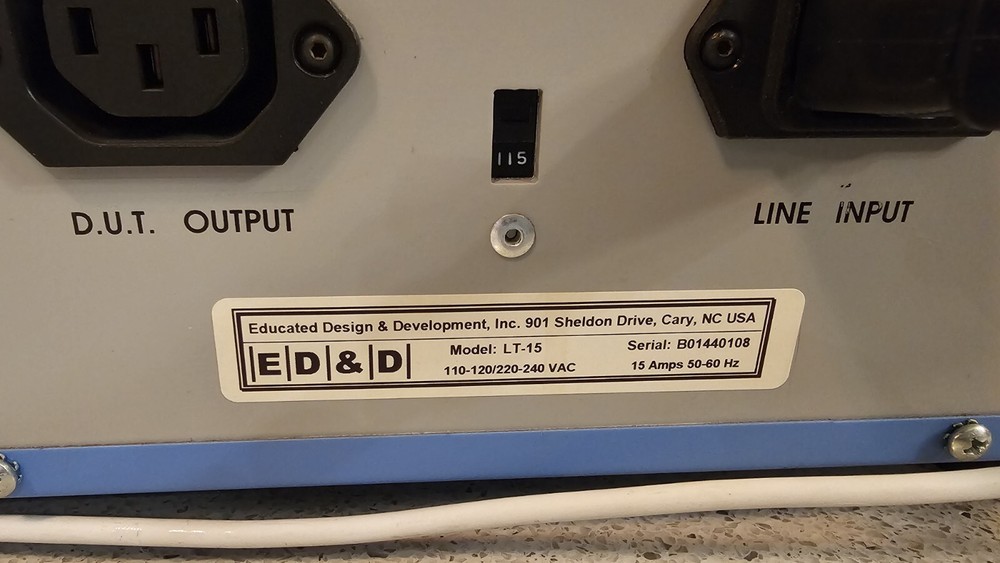 115
D.U.T. OUTPUT
LINE INPUT
Educated Design & Development, Inc. 901 Sheldon Drive, Cary, NC USA
ED&D
Model: LT-15
Serial: B01440108
110-120/220-240 VAC
15 Amps 50-60 Hz